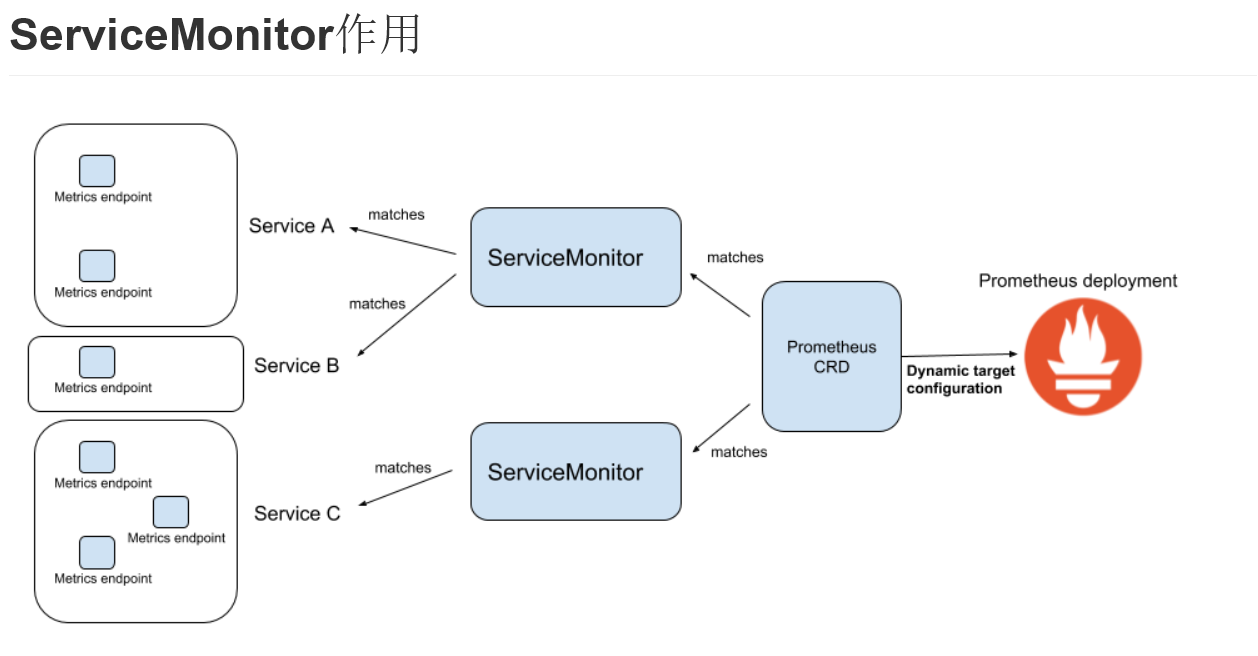 ServiceMonitor作用
Metrics endpoint
Metrics endpoint
Service A
matches
matches
Metrics endpoint
Service B
Metrics endpoint
Metrics endpoint
Metrics endpoint
Service C
matches
ServiceMonitor
ServiceMonitor
matches
matches
Prometheus
CRD
Dynamic target
configuration
Prometheus deployment